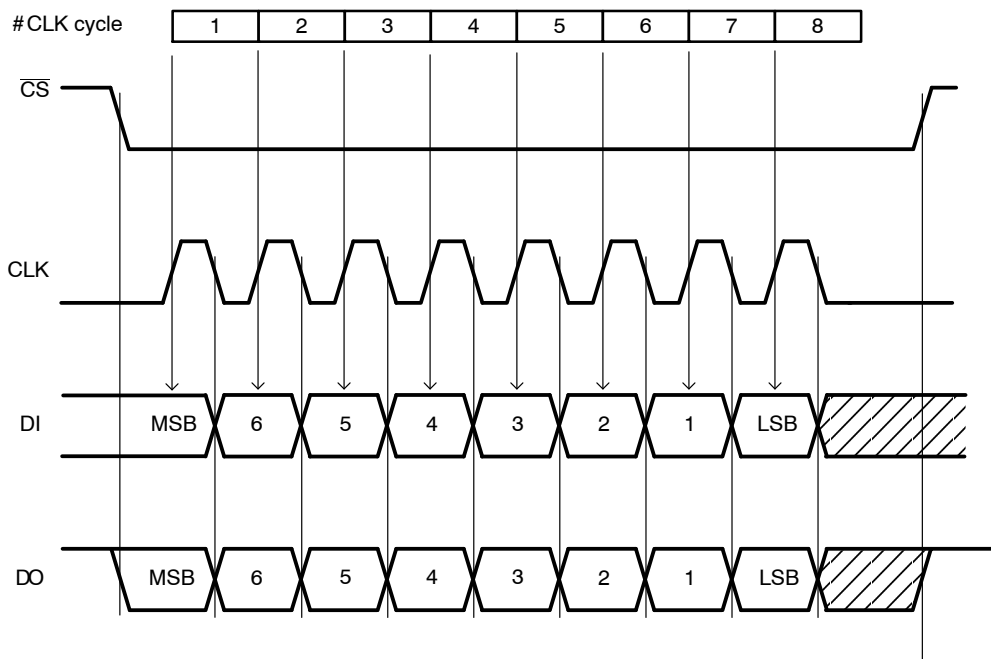 #CLK cycle 1 2 3 4 5 6 7 8
C̅S̅
CLK
DI MSB 6 5 4 3 2 1 LSB
DO MSB 6 5 4 3 2 1 LSB